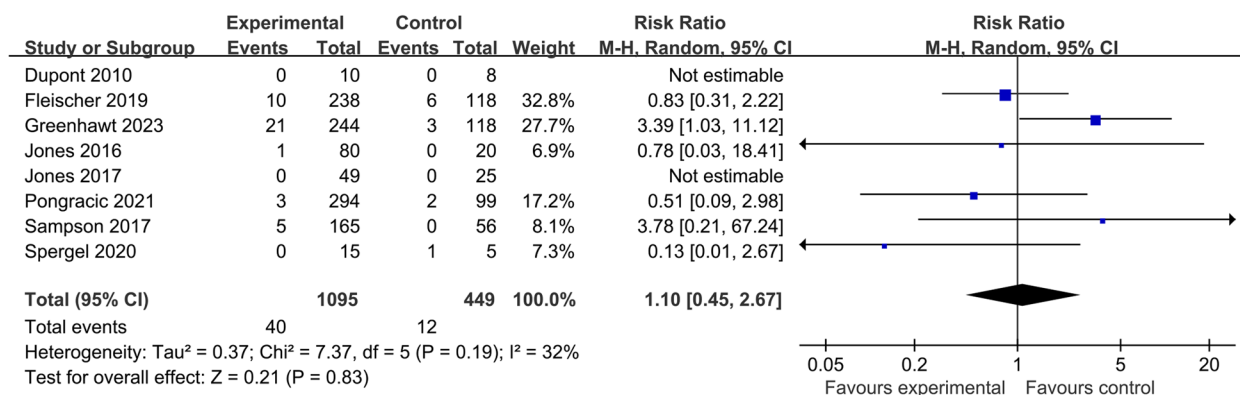 Experimental Control Risk Ratio Risk Ratio
Study or Subgroup Events Total Events Total Weight M-H, Random, 95% CI M-H, Random, 95% CI
Dupont 2010 0 10 0 8 Not estimable
Fleischer 2019 10 238 6 118 32.8% 0.83 [0.31, 2.22]
Greenhawt 2023 21 244 3 118 27.7% 3.39 [1.03, 11.12]
Jones 2016 1 80 0 20 6.9% 0.78 [0.03, 18.41]
Jones 2017 0 49 0 25 Not estimable
Pongracic 2021 3 294 2 99 17.2% 0.51 [0.09, 2.98]
Sampson 2017 5 165 0 56 8.1% 3.78 [0.21, 67.24]
Spergel 2020 0 15 1 5 7.3% 0.13 [0.01, 2.67]
Total (95% CI) 1095 449 100.0% 1.10 [0.45, 2.67]
Total events 40 12
Heterogeneity: Tau² = 0.37; Chi² = 7.37, df = 5 (P = 0.19); I² = 32%
Test for overall effect: Z = 0.21 (P = 0.83)
0.05 0.2 1 5 20
Favours experimental Favours control